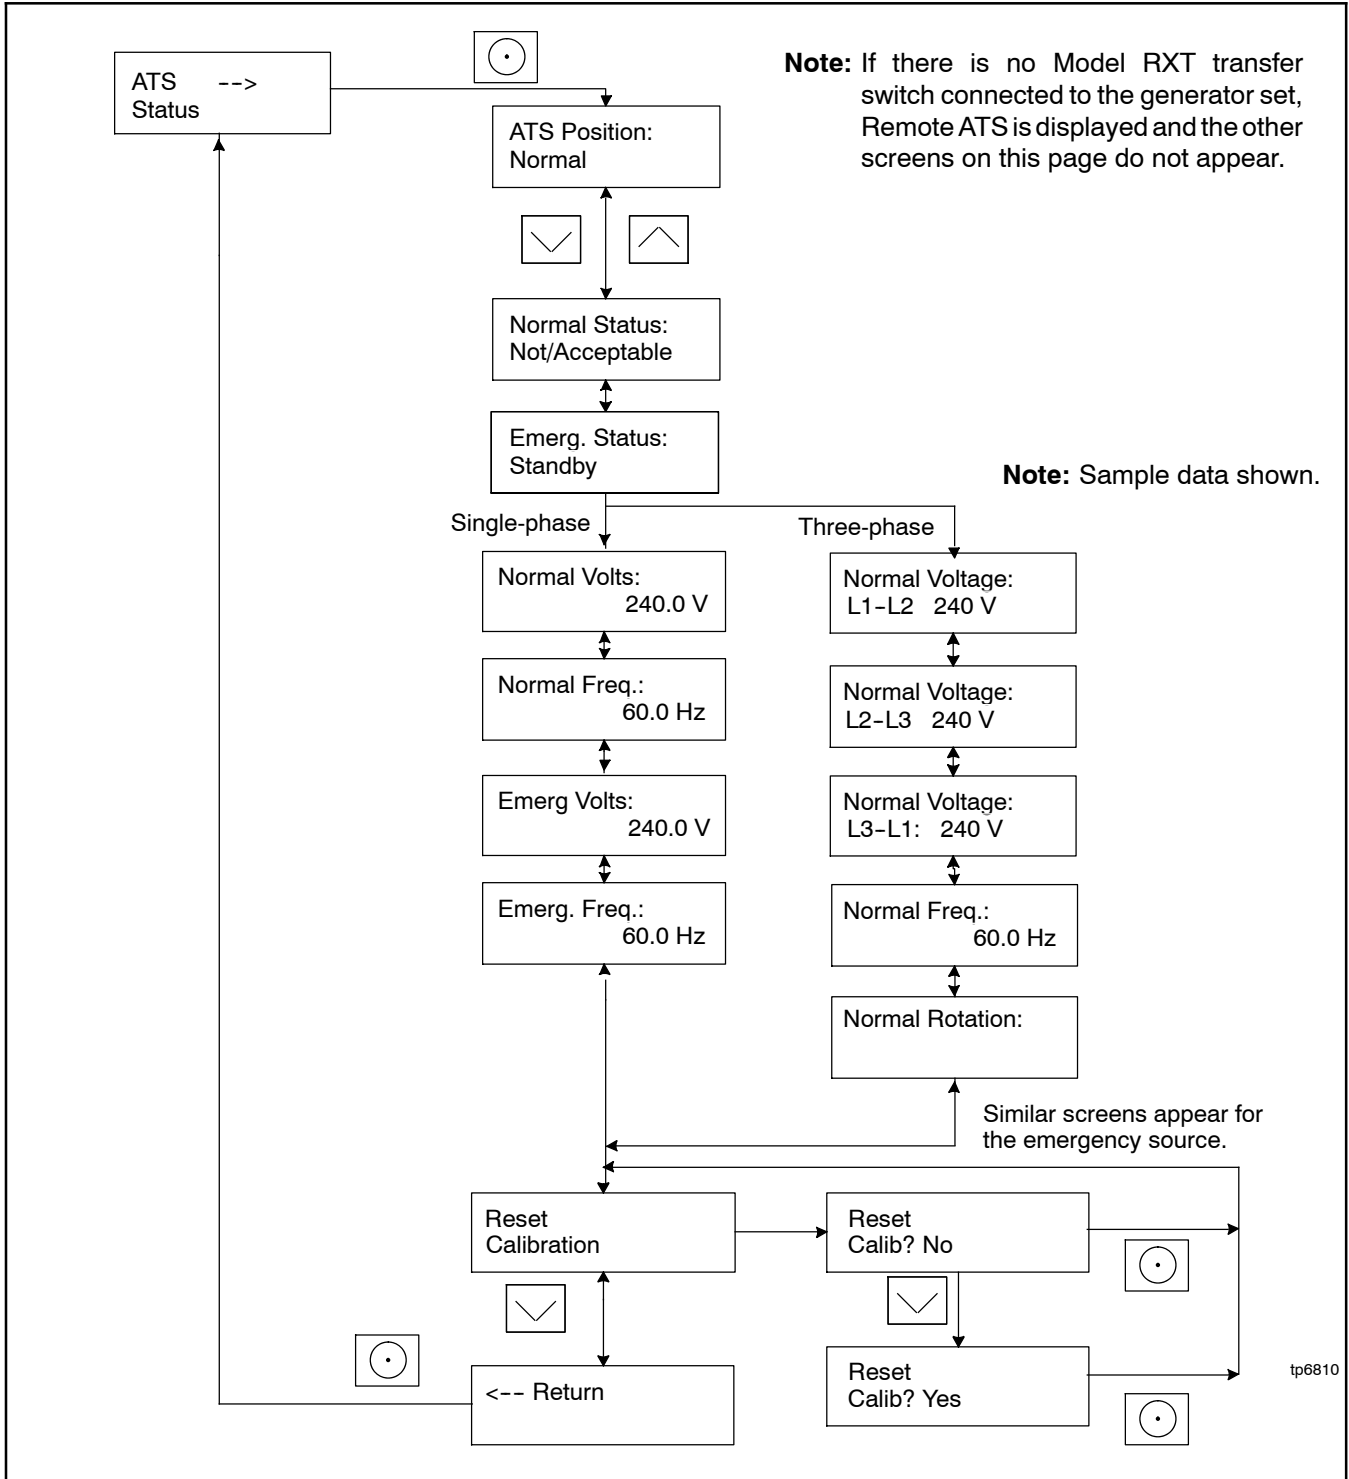 ATS -->
Status
Note: If there is no Model RXT transfer
switch connected to the generator set,
Remote ATS is displayed and the other
screens on this page do not appear.
ATS Position:
Normal
Normal Status:
Not/Acceptable
Emerg. Status:
Standby
Note: Sample data shown.
Single-phase
Three-phase
Normal Volts:
240.0 V
Normal Freq.:
60.0 Hz
Emerg Volts:
240.0 V
Emerg. Freq.:
60.0 Hz
Normal Voltage:
L1-L2 240 V
Normal Voltage:
L2-L3 240 V
Normal Voltage:
L3-L1: 240 V
Normal Freq.:
60.0 Hz
Normal Rotation:
Similar screens appear for
the emergency source.
Reset
Calibration
Reset
Calib? No
Reset
Calib? Yes
<-- Return
tp6810